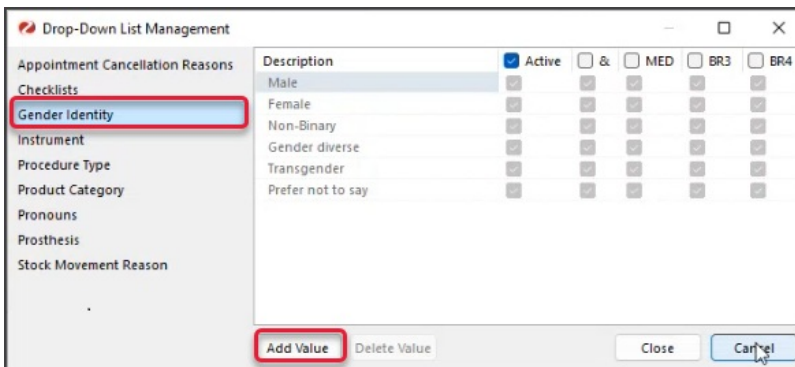 Drop-Down List Management
Appointment Cancellation Reasons
Checklists
Gender Identity
Instrument
Procedure Type
Product Category
Pronouns
Prosthesis
Stock Movement Reason
Description Active & MED BR3 BR4
Male
Female
Non-Binary
Gender diverse
Transgender
Prefer not to say
Add Value Delete Value Close Cancel